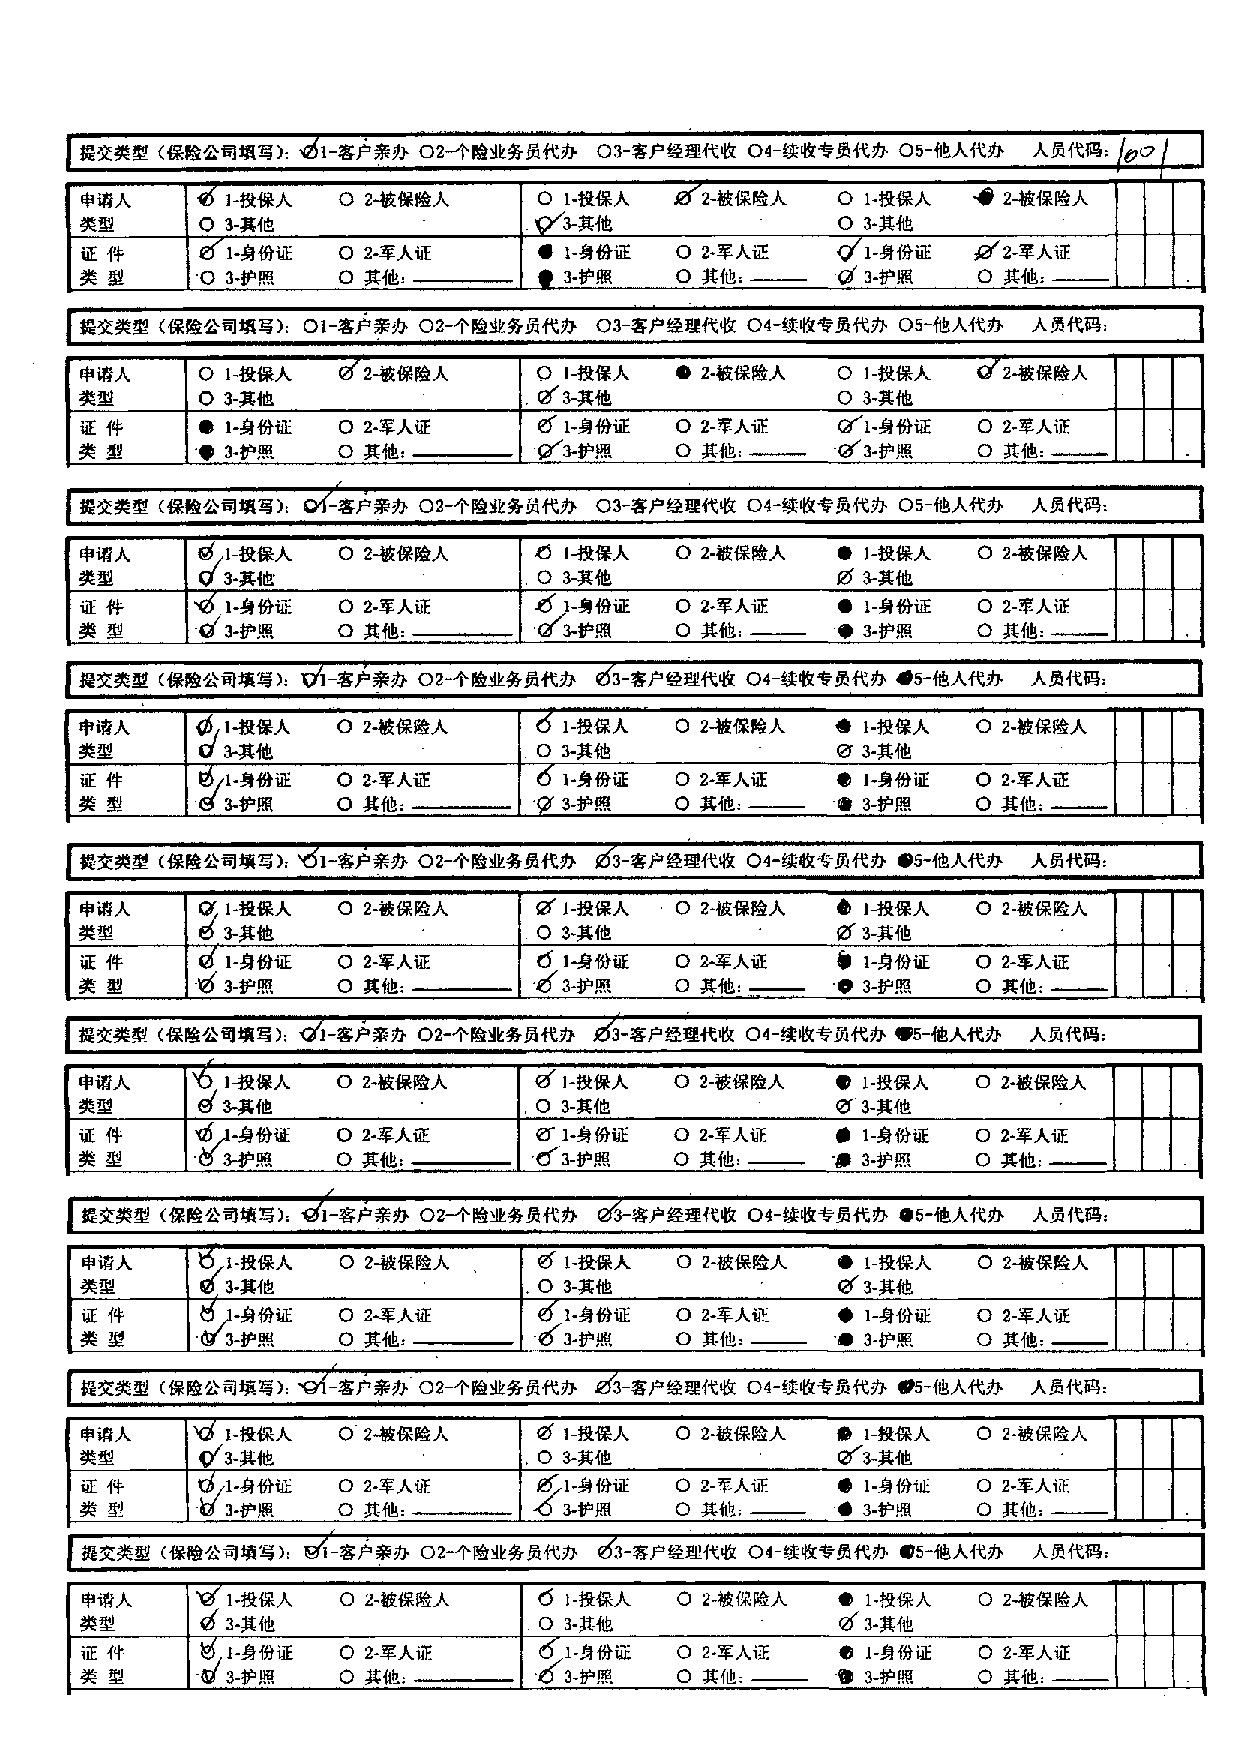 提交类型（保险公司填写）：○1-客户亲办 ○2-个险业务员代办 ○3-客户经理代收 ○4-续收专员代办 ○5-他人代办 人员代码：1601
申请人 ○ 1-投保人 ○ 2-被保险人 ○ 1-投保人 ○ 2-被保险人 ○ 1-投保人 ● 2-被保险人
类型 ○ 3-其他 ○ 3-其他 ○ 3-其他
证 件 ○ 1-身份证 ○ 2-军人证 ● 1-身份证 ○ 2-军人证 ○ 1-身份证 ○ 2-军人证
类 型 ○ 3-护照 ○ 其他：______ ● 3-护照 ○ 其他：______ ○ 3-护照 ○ 其他：______
提交类型（保险公司填写）：○1-客户亲办 ○2-个险业务员代办 ○3-客户经理代收 ○4-续收专员代办 ○5-他人代办 人员代码：
申请人 ○ 1-投保人 ○ 2-被保险人 ○ 1-投保人 ● 2-被保险人 ○ 1-投保人 ○ 2-被保险人
类型 ○ 3-其他 ○ 3-其他 ○ 3-其他
证 件 ● 1-身份证 ○ 2-军人证 ○ 1-身份证 ○ 2-军人证 ○ 1-身份证 ○ 2-军人证
类 型 ● 3-护照 ○ 其他：______ ○ 3-护照 ○ 其他：______ ○ 3-护照 ○ 其他：______
提交类型（保险公司填写）：○1-客户亲办 ○2-个险业务员代办 ○3-客户经理代收 ○4-续收专员代办 ○5-他人代办 人员代码：
申请人 ○ 1-投保人 ○ 2-被保险人 ○ 1-投保人 ○ 2-被保险人 ● 1-投保人 ○ 2-被保险人
类型 ○ 3-其他 ○ 3-其他 ○ 3-其他
证 件 ○ 1-身份证 ○ 2-军人证 ○ 1-身份证 ○ 2-军人证 ● 1-身份证 ○ 2-军人证
类 型 ○ 3-护照 ○ 其他：______ ○ 3-护照 ○ 其他：______ ● 3-护照 ○ 其他：______
提交类型（保险公司填写）：○1-客户亲办 ○2-个险业务员代办 ○3-客户经理代收 ○4-续收专员代办 ●5-他人代办 人员代码：
申请人 ○ 1-投保人 ○ 2-被保险人 ○ 1-投保人 ○ 2-被保险人 ● 1-投保人 ○ 2-被保险人
类型 ○ 3-其他 ○ 3-其他 ○ 3-其他
证 件 ○ 1-身份证 ○ 2-军人证 ○ 1-身份证 ○ 2-军人证 ● 1-身份证 ○ 2-军人证
类 型 ○ 3-护照 ○ 其他：______ ○ 3-护照 ○ 其他：______ ● 3-护照 ○ 其他：______
提交类型（保险公司填写）：○1-客户亲办 ○2-个险业务员代办 ○3-客户经理代收 ○4-续收专员代办 ●5-他人代办 人员代码：
申请人 ○ 1-投保人 ○ 2-被保险人 ○ 1-投保人 ○ 2-被保险人 ● 1-投保人 ○ 2-被保险人
类型 ○ 3-其他 ○ 3-其他 ○ 3-其他
证 件 ○ 1-身份证 ○ 2-军人证 ○ 1-身份证 ○ 2-军人证 ● 1-身份证 ○ 2-军人证
类 型 ○ 3-护照 ○ 其他：______ ○ 3-护照 ○ 其他：______ ● 3-护照 ○ 其他：______
提交类型（保险公司填写）：○1-客户亲办 ○2-个险业务员代办 ○3-客户经理代收 ○4-续收专员代办 ●5-他人代办 人员代码：
申请人 ○ 1-投保人 ○ 2-被保险人 ○ 1-投保人 ○ 2-被保险人 ● 1-投保人 ○ 2-被保险人
类型 ○ 3-其他 ○ 3-其他 ○ 3-其他
证 件 ○ 1-身份证 ○ 2-军人证 ○ 1-身份证 ○ 2-军人证 ● 1-身份证 ○ 2-军人证
类 型 ○ 3-护照 ○ 其他：______ ○ 3-护照 ○ 其他：______ ● 3-护照 ○ 其他：______
提交类型（保险公司填写）：○1-客户亲办 ○2-个险业务员代办 ○3-客户经理代收 ○4-续收专员代办 ●5-他人代办 人员代码：
申请人 ○ 1-投保人 ○ 2-被保险人 ○ 1-投保人 ○ 2-被保险人 ● 1-投保人 ○ 2-被保险人
类型 ○ 3-其他 ○ 3-其他 ○ 3-其他
证 件 ○ 1-身份证 ○ 2-军人证 ○ 1-身份证 ○ 2-军人证 ● 1-身份证 ○ 2-军人证
类 型 ○ 3-护照 ○ 其他：______ ○ 3-护照 ○ 其他：______ ● 3-护照 ○ 其他：______
提交类型（保险公司填写）：○1-客户亲办 ○2-个险业务员代办 ○3-客户经理代收 ○4-续收专员代办 ●5-他人代办 人员代码：
申请人 ○ 1-投保人 ○ 2-被保险人 ○ 1-投保人 ○ 2-被保险人 ● 1-投保人 ○ 2-被保险人
类型 ○ 3-其他 ○ 3-其他 ○ 3-其他
证 件 ○ 1-身份证 ○ 2-军人证 ○ 1-身份证 ○ 2-军人证 ● 1-身份证 ○ 2-军人证
类 型 ○ 3-护照 ○ 其他：______ ○ 3-护照 ○ 其他：______ ● 3-护照 ○ 其他：______
提交类型（保险公司填写）：○1-客户亲办 ○2-个险业务员代办 ○3-客户经理代收 ○4-续收专员代办 ●5-他人代办 人员代码：
申请人 ○ 1-投保人 ○ 2-被保险人 ○ 1-投保人 ○ 2-被保险人 ● 1-投保人 ○ 2-被保险人
类型 ○ 3-其他 ○ 3-其他 ○ 3-其他
证 件 ○ 1-身份证 ○ 2-军人证 ○ 1-身份证 ○ 2-军人证 ● 1-身份证 ○ 2-军人证
类 型 ○ 3-护照 ○ 其他：______ ○ 3-护照 ○ 其他：______ ● 3-护照 ○ 其他：______